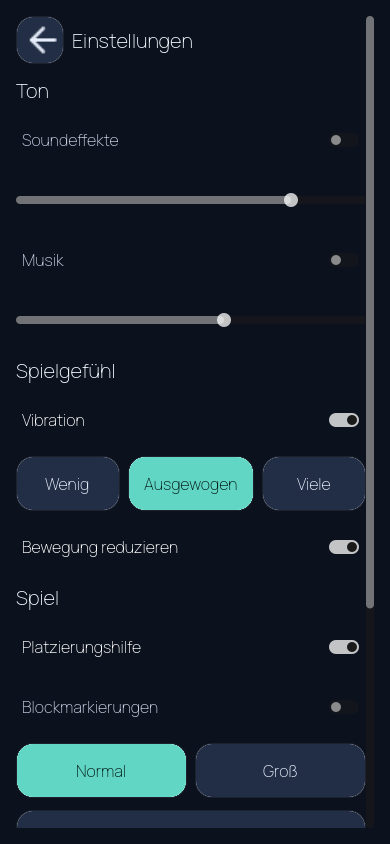 Einstellungen
Ton
Soundeffekte
Musik
Spielgefühl
Vibration
Wenig Ausgewogen Viele
Bewegung reduzieren
Spiel
Platzierungshilfe
Blockmarkierungen
Normal Groß